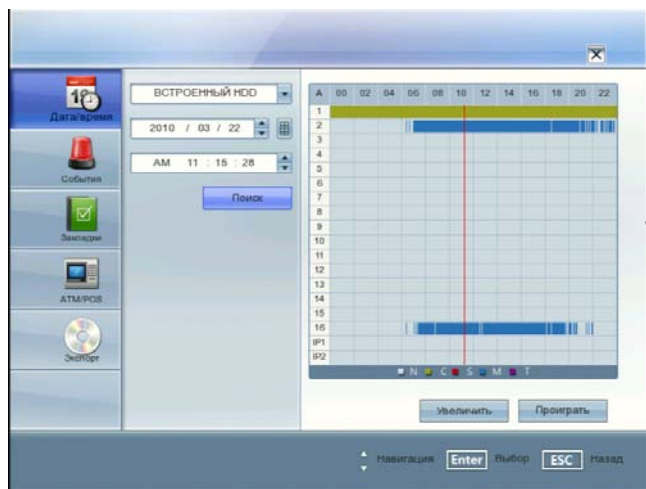 Дата/время
События
Закладки
ATM/POS
Экспорт
ВСТРОЕННЫЙ HDD
2010 / 03 / 22
AM 11 : 15 : 28
Поиск
A 00 02 04 06 08 10 12 14 16 18 20 22
1
2
3
4
5
6
7
8
9
10
11
12
13
14
15
16
IP1
IP2
N C S M T
Увеличить Проиграть
Навигация Enter Выбор ESC Назад